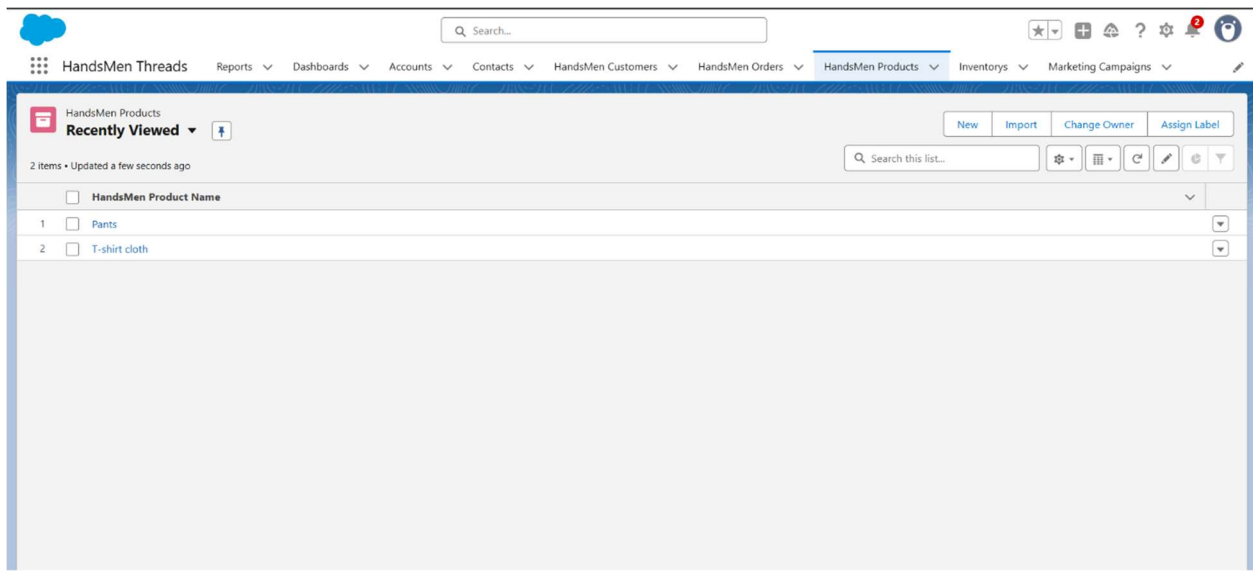 Search...
2
HandsMen Threads Reports Dashboards Accounts Contacts HandsMen Customers HandsMen Orders HandsMen Products Inventorys Marketing Campaigns
HandsMen Products
Recently Viewed
New Import Change Owner Assign Label
2 items • Updated a few seconds ago
Search this list...
HandsMen Product Name
1 Pants
2 T-shirt cloth